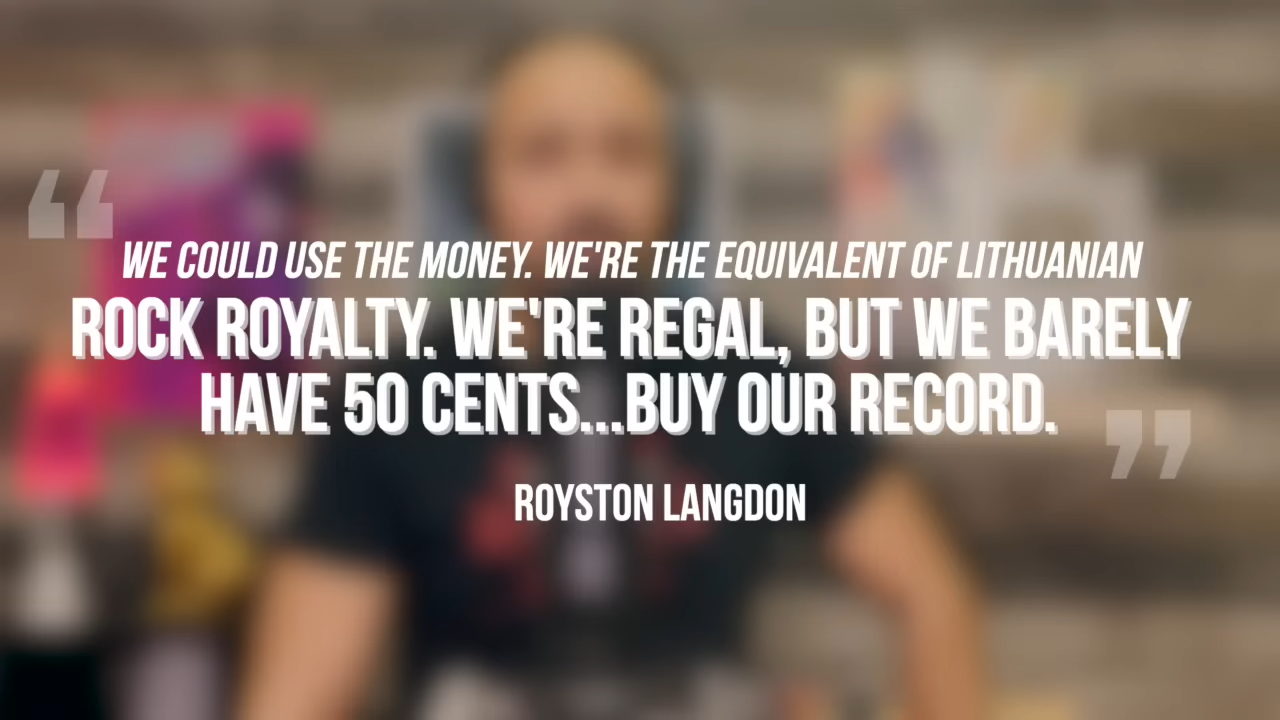 “
WE COULD USE THE MONEY. WE'RE THE EQUIVALENT OF LITHUANIAN
ROCK ROYALTY. WE'RE REGAL, BUT WE BARELY
HAVE 50 CENTS...BUY OUR RECORD.
”
ROYSTON LANGDON